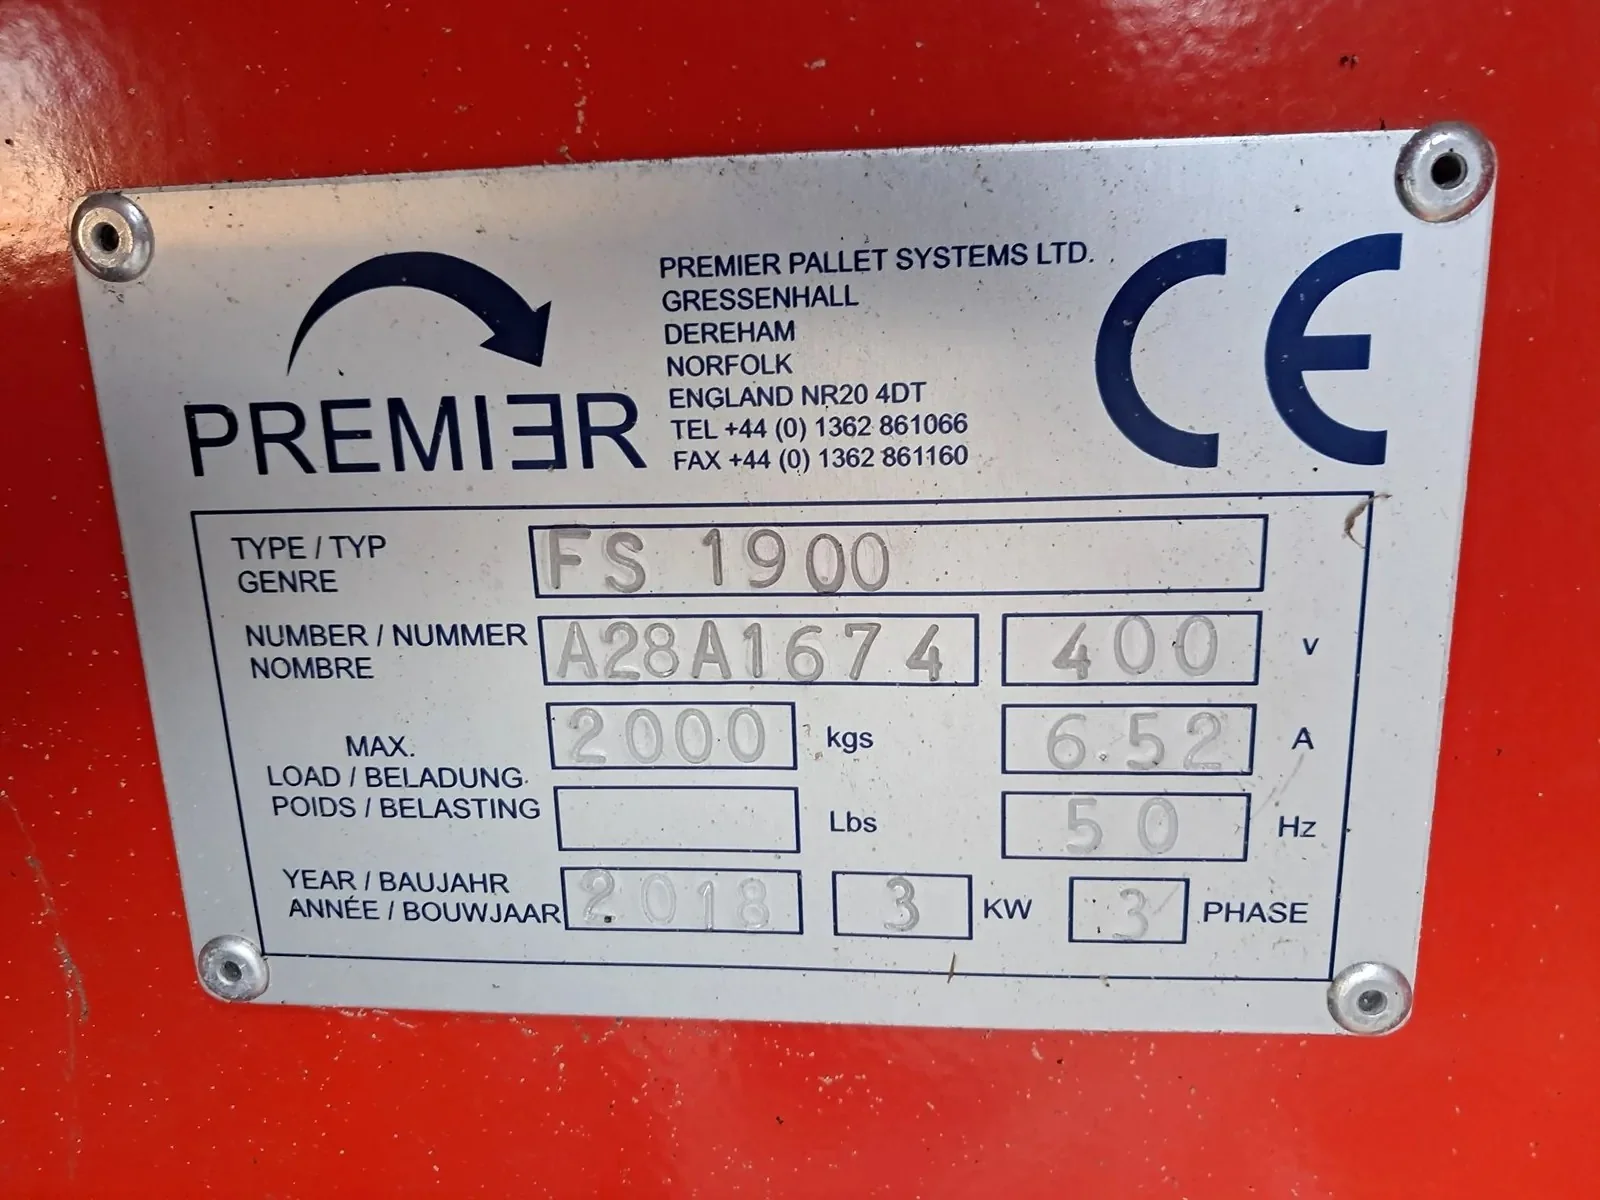 PREMIER
PREMIER PALLET SYSTEMS LTD.
GRESSENHALL
DEREHAM
NORFOLK
ENGLAND NR20 4DT
TEL +44 (0) 1362 861066
FAX +44 (0) 1362 861160
CE
TYPE / TYP
GENRE
FS 1900
NUMBER / NUMMER
NOMBRE
A28A1674
400 v
MAX.
LOAD / BELADUNG
POIDS / BELASTING
2000 kgs
6.52 A
Lbs
50 Hz
YEAR / BAUJAHR
ANNÉE / BOUWJAAR
2018
3 KW
3 PHASE